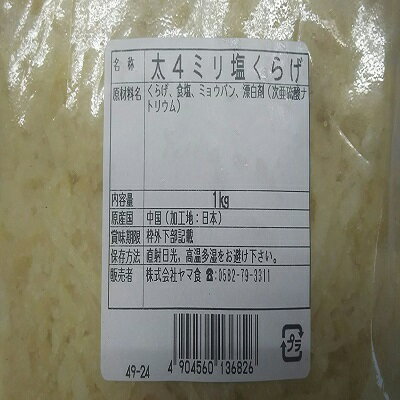 名称 太4ミリ塩くらげ
原材料名 くらげ、食塩、ミョウバン、漂白剤(次亜硫酸ナ
トリウム)
内容量 1kg
原産国 中国(加工地:日本)
賞味期限 枠外下部記載
保存方法 直射日光、高温多湿をお避け下さい。
販売者 株式会社ヤマ食 ☎:0582-79-3311
プラ
49-24 4 904560 136826